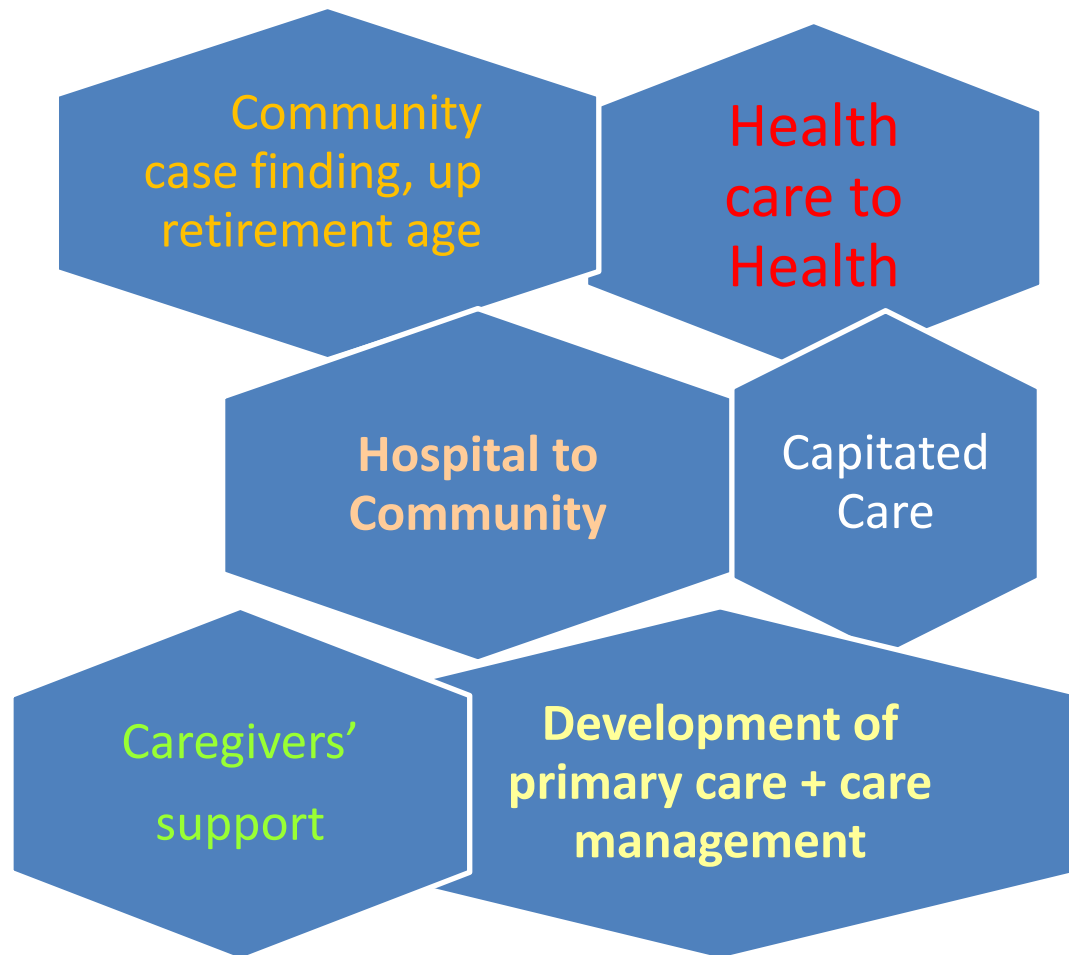 Community
case finding, up
retirement age
Health
care to
Health
Hospital to
Community
Capitated
Care
Caregivers’
support
Development of
primary care + care
management